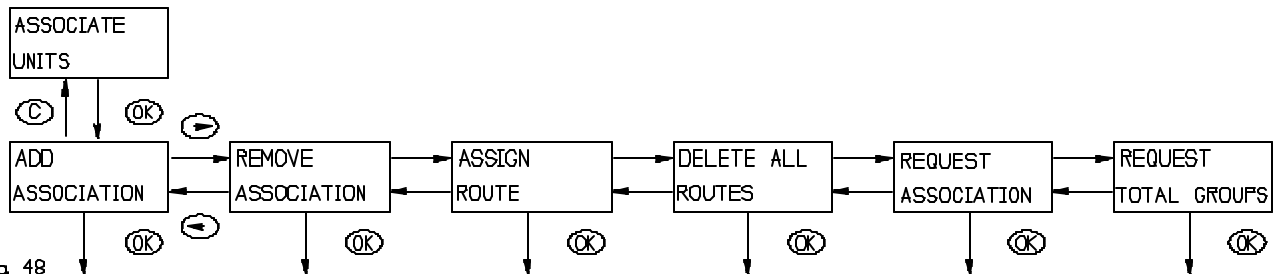 ASSOCIATE
UNITS
C
OK
ADD
ASSOCIATION
REMOVE
ASSOCIATION
ASSIGN
ROUTE
DELETE ALL
ROUTES
REQUEST
ASSOCIATION
REQUEST
TOTAL GROUPS
OK
OK
OK
OK
OK
OK
48